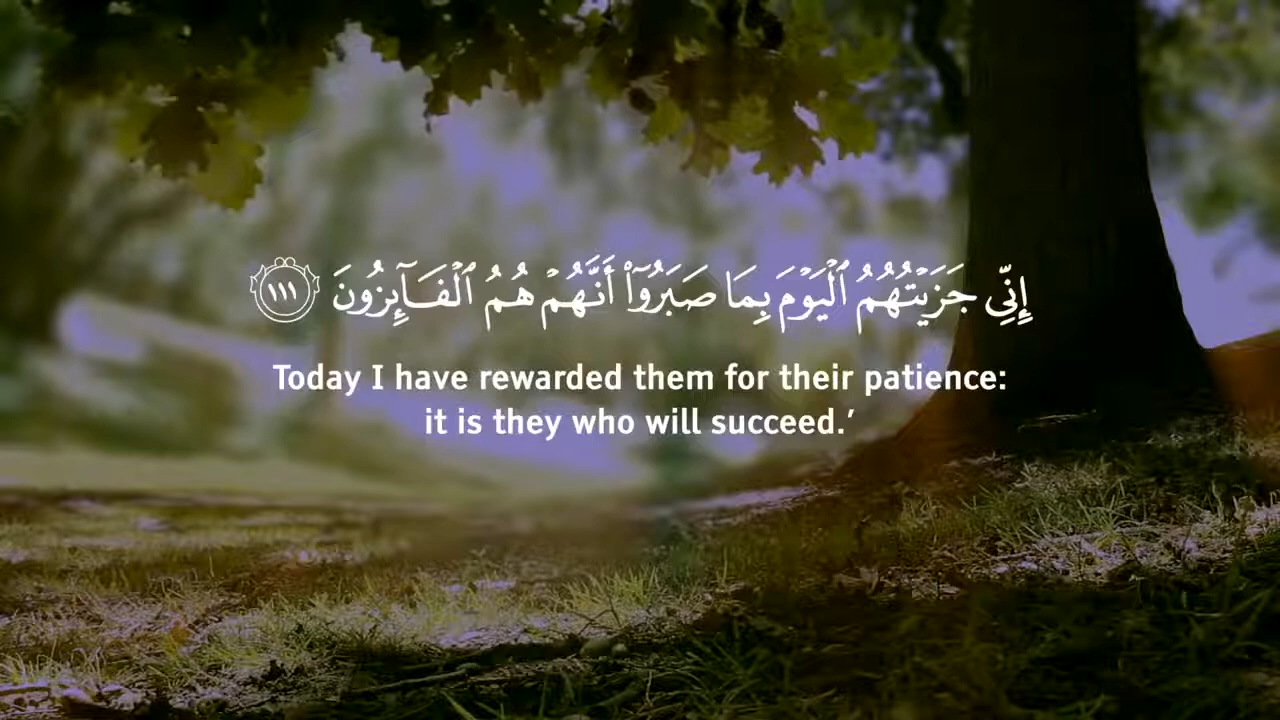 إِنِّي جَزَيْتُهُمُ ٱلْيَوْمَ بِمَا صَبَرُوٓا۟ أَنَّهُمْ هُمُ ٱلْفَآئِزُونَ ١١١
Today I have rewarded them for their patience:
it is they who will succeed.’